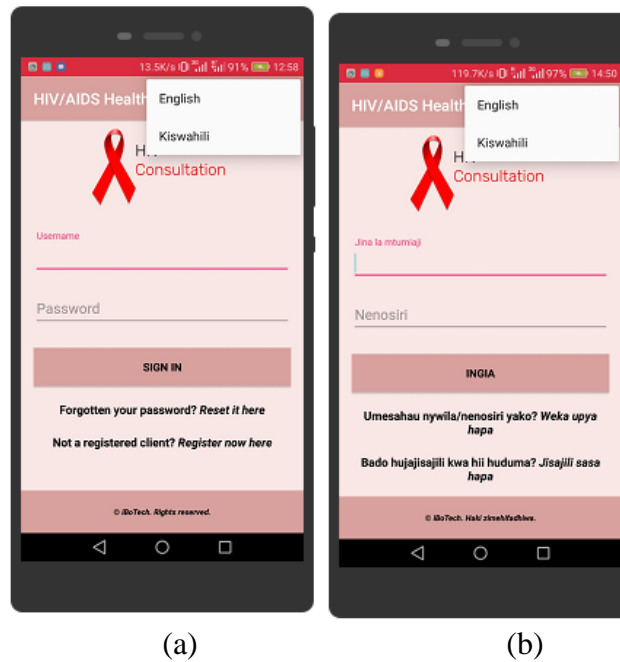 13.5K/s 91% 12:58
HIV/AIDS Health
English
Kiswahili
Consultation
Username
Password
SIGN IN
Forgotten your password? Reset it here
Not a registered client? Register now here
© iBoTech. Rights reserved.
(a)
119.7K/s 97% 14:50
HIV/AIDS Health
English
Kiswahili
Consultation
Jina la mtumiaji
Nenosiri
INGIA
Umesahau nywila/nenosiri yako? Weka upya
hapa
Bado hujajisajili kwa hii huduma? Jisajili sasa
hapa
© iBoTech. Haki zimehifadhiwa.
(b)